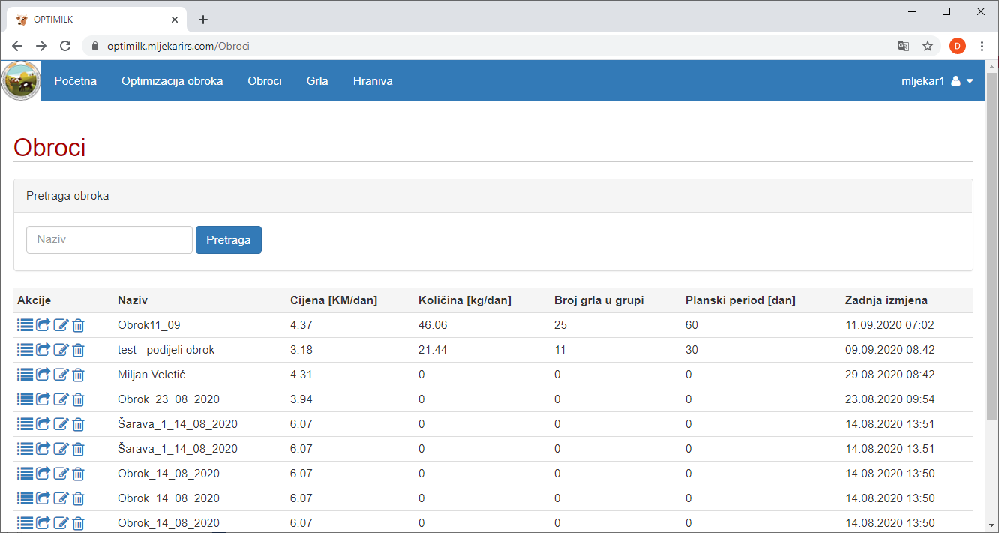 OPTIMILK
optimilk.mljekarirs.com/Obroci
D
Početna Optimizacija obroka Obroci Grla Hraniva mljekar1
Obroci
Pretraga obroka
Naziv Pretraga
Akcije Naziv Cijena [KM/dan] Količina [kg/dan] Broj grla u grupi Planski period [dan] Zadnja izmjena
Obrok11_09 4.37 46.06 25 60 11.09.2020 07:02
test - podijeli obrok 3.18 21.44 11 30 09.09.2020 08:42
Miljan Veletić 4.31 0 0 0 29.08.2020 08:42
Obrok_23_08_2020 3.94 0 0 0 23.08.2020 09:54
Šarava_1_14_08_2020 6.07 0 0 0 14.08.2020 13:51
Šarava_1_14_08_2020 6.07 0 0 0 14.08.2020 13:51
Obrok_14_08_2020 6.07 0 0 0 14.08.2020 13:50
Obrok_14_08_2020 6.07 0 0 0 14.08.2020 13:50
Obrok_14_08_2020 6.07 0 0 0 14.08.2020 13:50